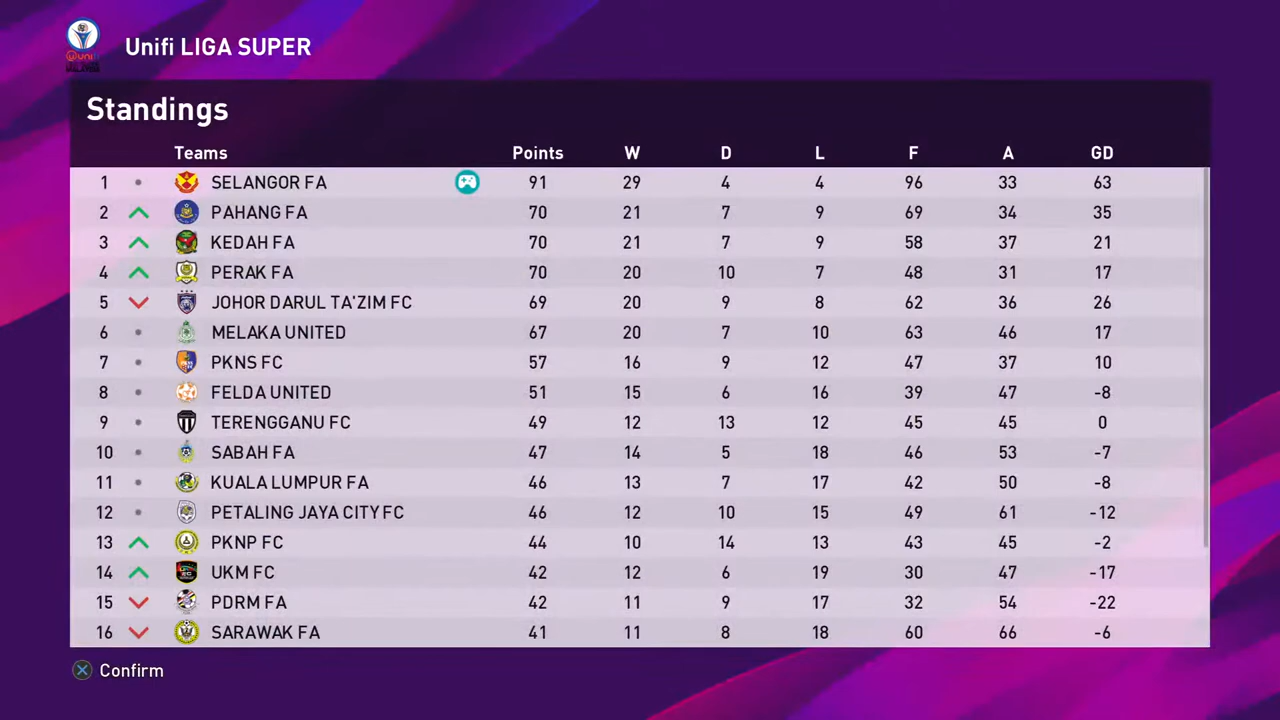 Unifi LIGA SUPER
Standings
Teams Points W D L F A GD
1 SELANGOR FA 91 29 4 4 96 33 63
2 PAHANG FA 70 21 7 9 69 34 35
3 KEDAH FA 70 21 7 9 58 37 21
4 PERAK FA 70 20 10 7 48 31 17
5 JOHOR DARUL TA'ZIM FC 69 20 9 8 62 36 26
6 MELAKA UNITED 67 20 7 10 63 46 17
7 PKNS FC 57 16 9 12 47 37 10
8 FELDA UNITED 51 15 6 16 39 47 -8
9 TERENGGANU FC 49 12 13 12 45 45 0
10 SABAH FA 47 14 5 18 46 53 -7
11 KUALA LUMPUR FA 46 13 7 17 42 50 -8
12 PETALING JAYA CITY FC 46 12 10 15 49 61 -12
13 PKNP FC 44 10 14 13 43 45 -2
14 UKM FC 42 12 6 19 30 47 -17
15 PDRM FA 42 11 9 17 32 54 -22
16 SARAWAK FA 41 11 8 18 60 66 -6
Confirm